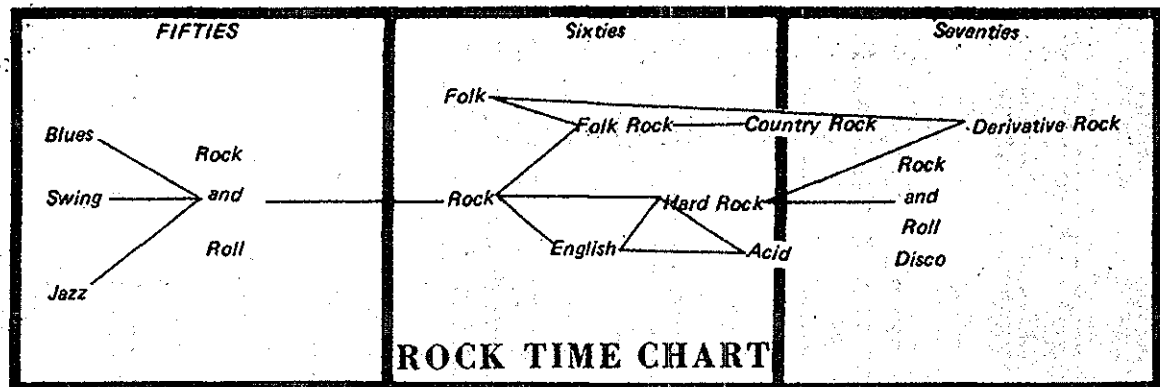 FIFTIES
Sixties
Seventies
Blues
Swing
Jazz
Rock
and
Roll
Folk
Folk Rock
Country Rock
Rock
Hard Rock
English
Acid
Derivative Rock
Rock
and
Roll
Disco
ROCK TIME CHART